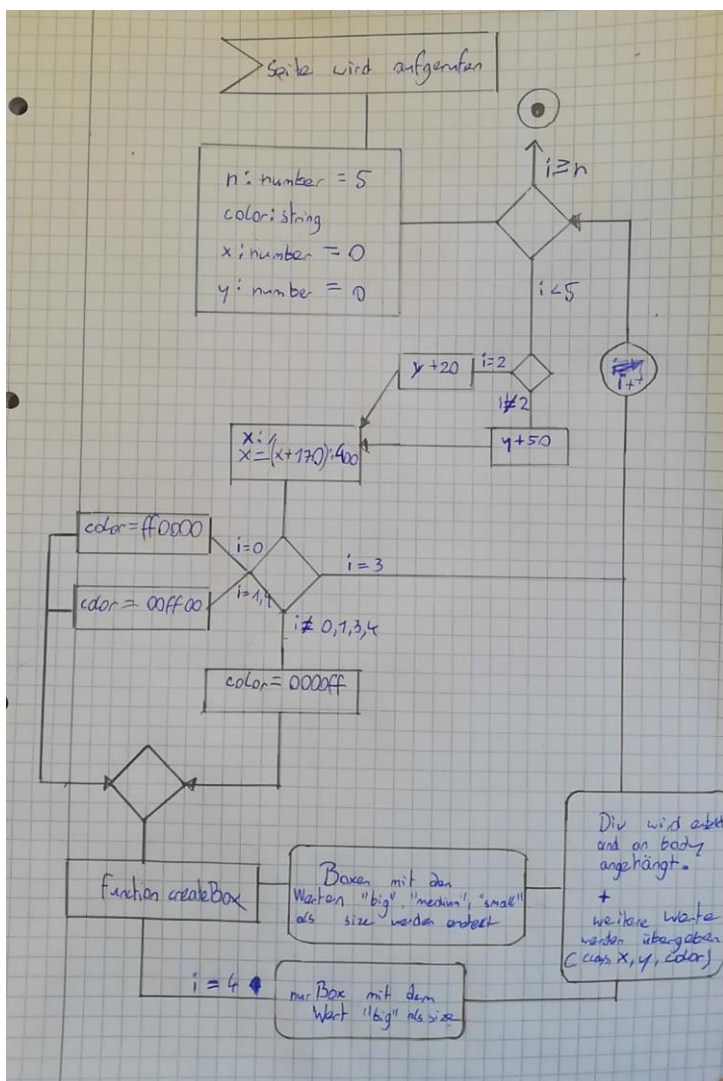 Seite wird aufgerufen
i≥n
n: number = 5
color: string
x: number = 0
y: number = 0
i<5
i++
y+20
i=2
i≠2
y+50
x:
x=(x+170):400
color=ff0000
i=0
i=3
color= 00ff00
i=1,4
i≠ 0,1,3,4
color= 0000ff
Function createBox
Boxen mit den
Werten "big", "medium", "small"
als size werden erstellt
Div wird erstellt
und an body
angehängt.
+
weitere Werte
werden übergeben
(class, x, y, color)
i = 4
nur Box mit dem
Wert "big" als size